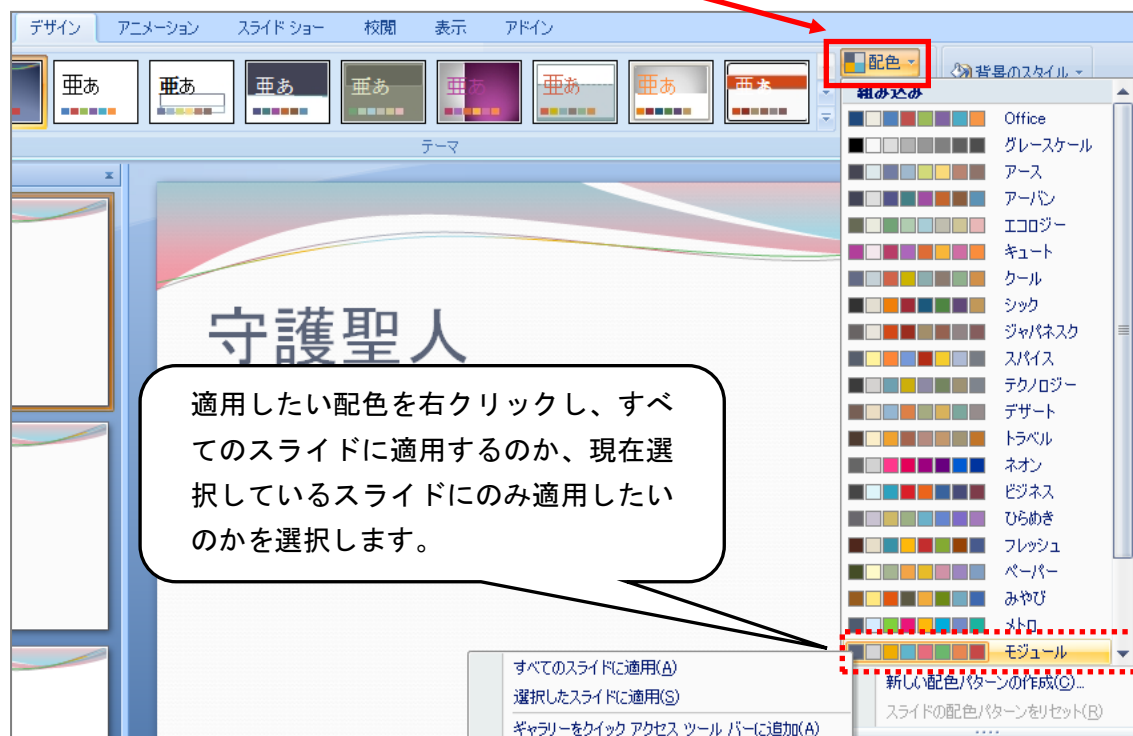 デザイン アニメーション スライド ショー 校閲 表示 アドイン
配色
背景のスタイル
亜あ 亜あ 亜あ 亜あ 亜あ 亜あ 亜あ 亜あ
テーマ
組み込み
Office
グレースケール
アース
アーバン
エコロジー
キュート
クール
シック
ジャパネスク
スパイス
テクノロジー
デザート
トラベル
ネオン
ビジネス
ひらめき
フレッシュ
ペーパー
みやび
メトロ
モジュール
新しい配色パターンの作成(C)...
スライドの配色パターンをリセット(R)
守護聖人
適用したい配色を右クリックし、すべ
てのスライドに適用するのか、現在選
択しているスライドにのみ適用したい
のかを選択します。
すべてのスライドに適用(A)
選択したスライドに適用(S)
ギャラリーをクイック アクセス ツール バーに追加(A)